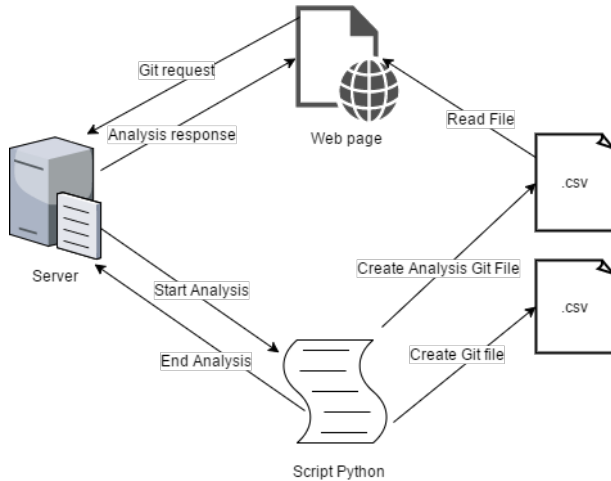 Git request
Analysis response
Web page
Read File
.csv
Server
Create Analysis Git File
Start Analysis
.csv
End Analysis
Create Git file
Script Python